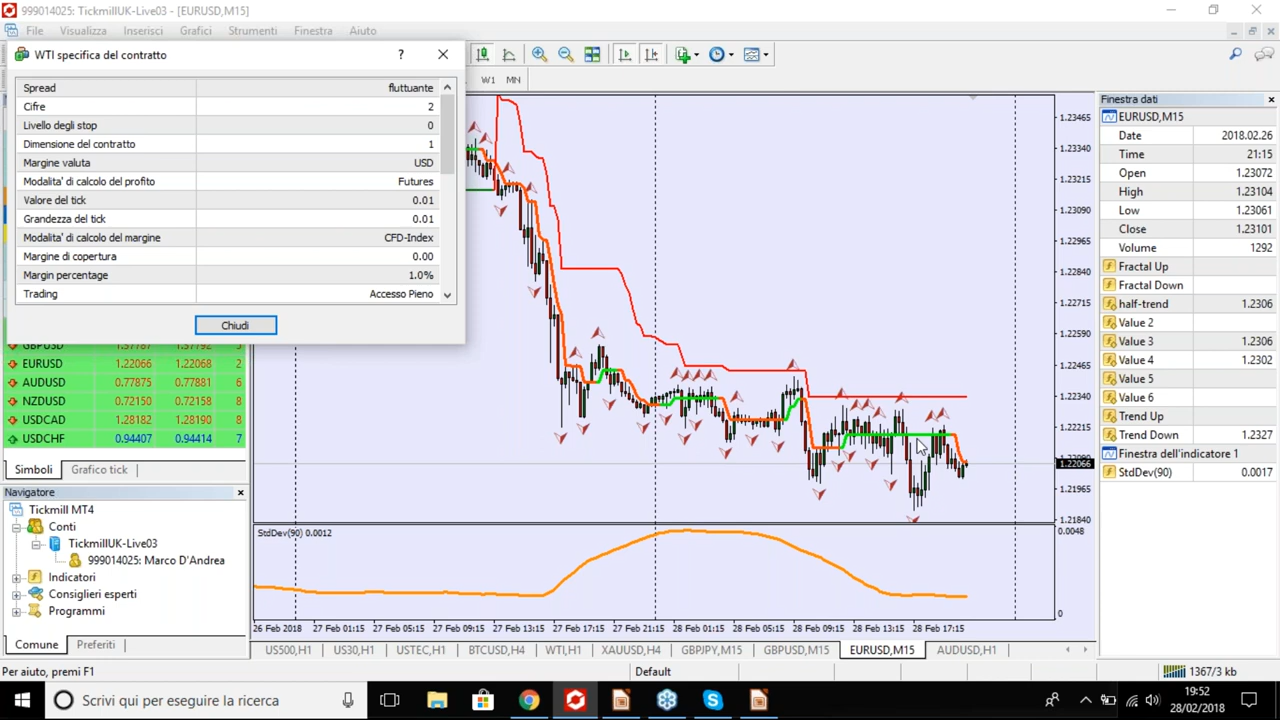 999014025: TickmillUK-Live03 - [EURUSD,M15]
File Visualizza Inserisci Grafici Strumenti Finestra Aiuto
WTI specifica del contratto ?
Spread fluttuante
Cifre 2
Livello degli stop 0
Dimensione del contratto 1
Margine valuta USD
Modalita' di calcolo del profito Futures
Valore del tick 0.01
Grandezza del tick 0.01
Modalita' di calcolo del margine CFD-Index
Margine di copertura 0.00
Margin percentage 1.0%
Trading Accesso Pieno
Chiudi
W1 MN
EURUSD 1.22066 1.22068 2
AUDUSD 0.77875 0.77881 6
NZDUSD 0.72150 0.72158 8
USDCAD 1.28182 1.28190 8
USDCHF 0.94407 0.94414 7
Simboli Grafico tick
Navigatore
Tickmill MT4
Conti
TickmillUK-Live03
999014025: Marco D'Andrea
Indicatori
Consiglieri esperti
Programmi
Comune Preferiti
1.23465
1.23340
1.23215
1.23090
1.22965
1.22840
1.22715
1.22590
1.22465
1.22340
1.22215
1.22066
1.21965
1.21840
StdDev(90) 0.0012
0.0048
0
26 Feb 2018 27 Feb 01:15 27 Feb 05:15 27 Feb 09:15 27 Feb 13:15 27 Feb 17:15 27 Feb 21:15 28 Feb 01:15 28 Feb 05:15 28 Feb 09:15 28 Feb 13:15 28 Feb 17:15
US500,H1 US30,H1 USTEC,H1 BTCUSD,H4 WTI,H1 XAUUSD,H4 GBPJPY,M15 GBPUSD,M15 EURUSD,M15 AUDUSD,H1
Finestra dati
EURUSD,M15
Date 2018.02.26
Time 21:15
Open 1.23072
High 1.23104
Low 1.23061
Close 1.23101
Volume 1292
Fractal Up
Fractal Down
half-trend 1.2306
Value 2
Value 3 1.2306
Value 4 1.2302
Value 5
Value 6
Trend Up
Trend Down 1.2327
Finestra dell'indicatore 1
StdDev(90) 0.0017
Per aiuto, premi F1 Default 1367/3 kb
Scrivi qui per eseguire la ricerca
9:52
28/02/2018